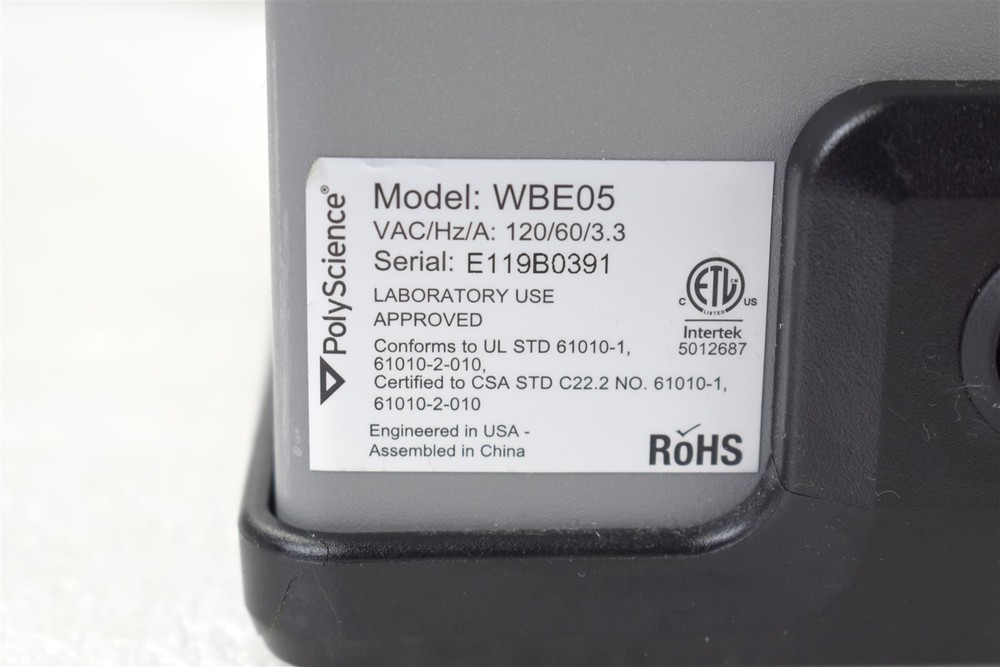 PolyScience®
Model: WBE05
VAC/Hz/A: 120/60/3.3
Serial: E119B0391
LABORATORY USE
APPROVED
Conforms to UL STD 61010-1,
61010-2-010,
Certified to CSA STD C22.2 NO. 61010-1,
61010-2-010
Engineered in USA -
Assembled in China
ETL CM
C LISTED US
Intertek
5012687
RoHS